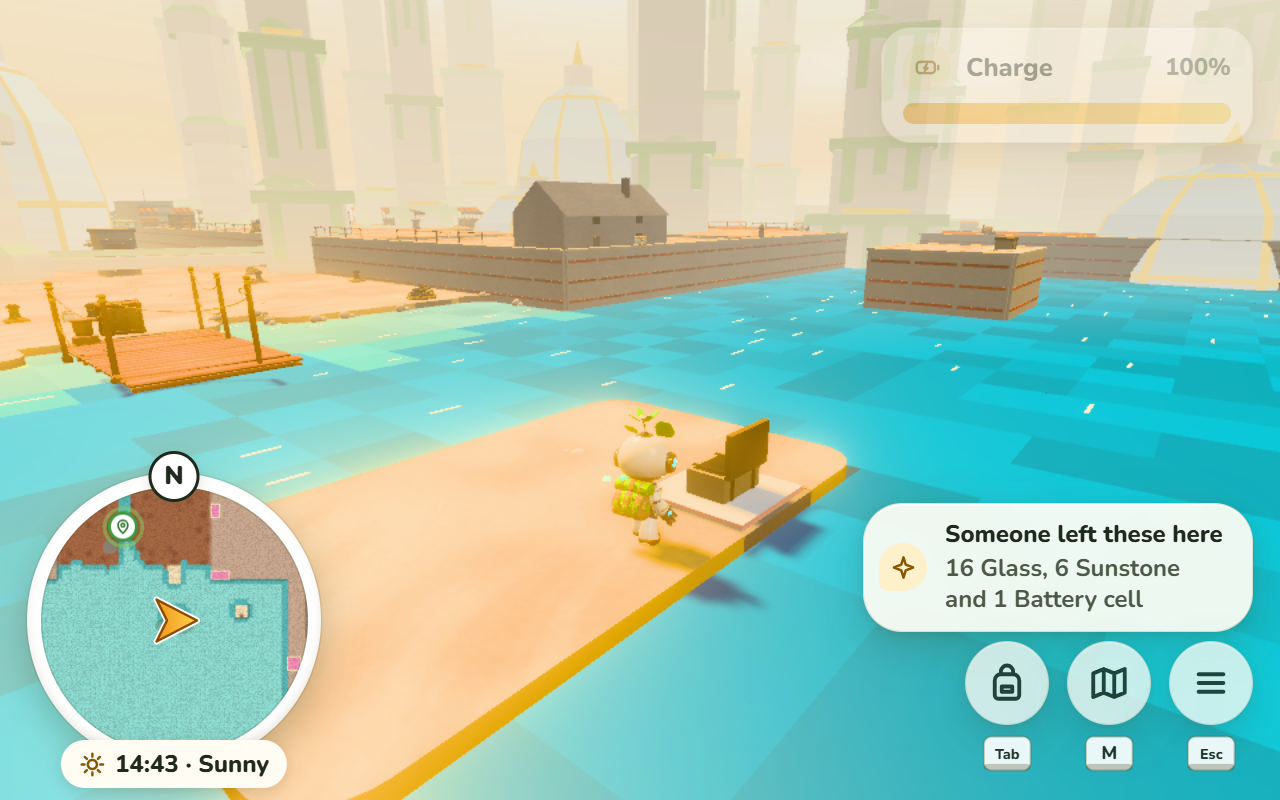 Charge 100%
N
Someone left these here
16 Glass, 6 Sunstone
and 1 Battery cell
14:43 · Sunny
Tab
M
Esc